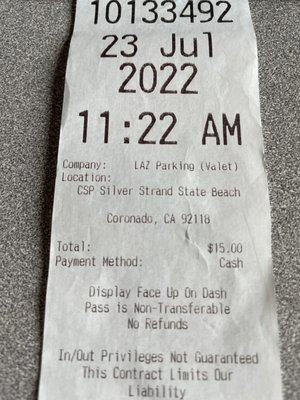 10133492
23 Jul
2022
11:22 AM
Company: LAZ Parking (Valet)
Location:
CSP Silver Strand State Beach
Coronado, CA 92118
Total: $15.00
Payment Method: Cash
Display Face Up On Dash
Pass is Non-Transferable
No Refunds
In/Out Privileges Not Guaranteed
This Contract Limits Our
Liability